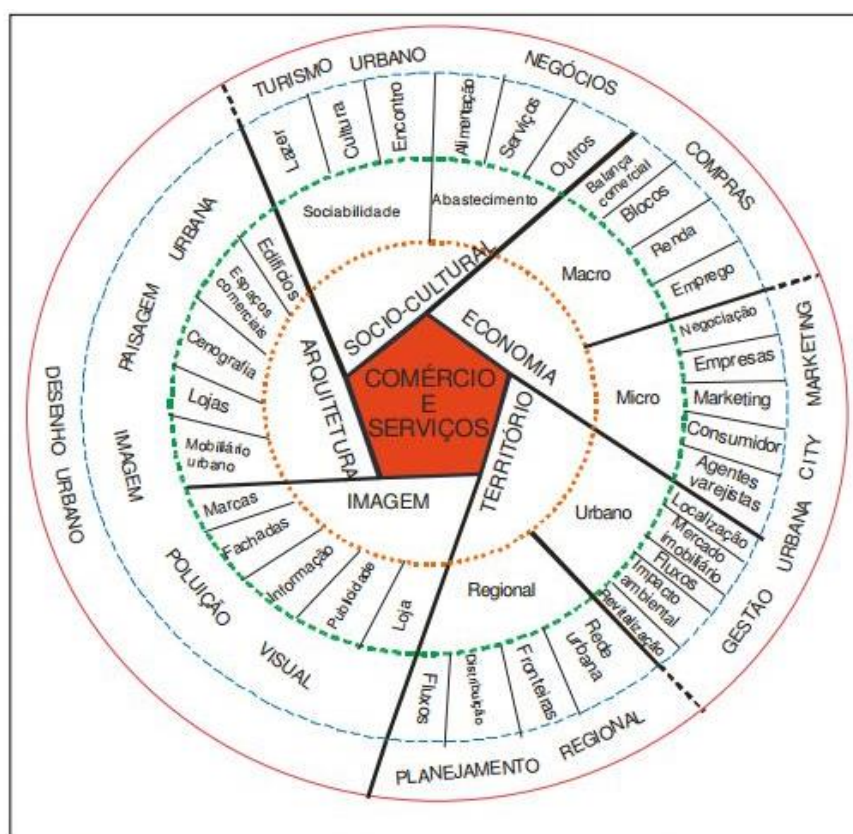 TURISMO URBANO
NEGÓCIOS
COMPRAS
CITY MARKETING
GESTÃO URBANA
PLANEJAMENTO REGIONAL
DESENHO URBANO
PAISAGEM URBANA
IMAGEM
POLUIÇÃO VISUAL
Lazer
Cultura
Encontro
Alimentação
Serviços
Outros
Balança
comercial
Blocos
Renda
Emprego
Negociação
Empresas
Marketing
Consumidor
Agentes
varejistas
Localização
Mercado
imobiliário
Fluxos
Impacto
ambiental
Revitalização
Rede
urbana
Fronteiras
Distribuição
Fluxos
Loja
Publicidade
Informação
Fachadas
Marcas
Mobiliário
urbano
Lojas
Cenografia
Espaços
comerciais
Edifícios
Sociabilidade
Abastecimento
Macro
Micro
Urbano
Regional
SOCIO-CULTURAL
ECONOMIA
TERRITÓRIO
IMAGEM
ARQUITETURA
COMÉRCIO
E
SERVIÇOS